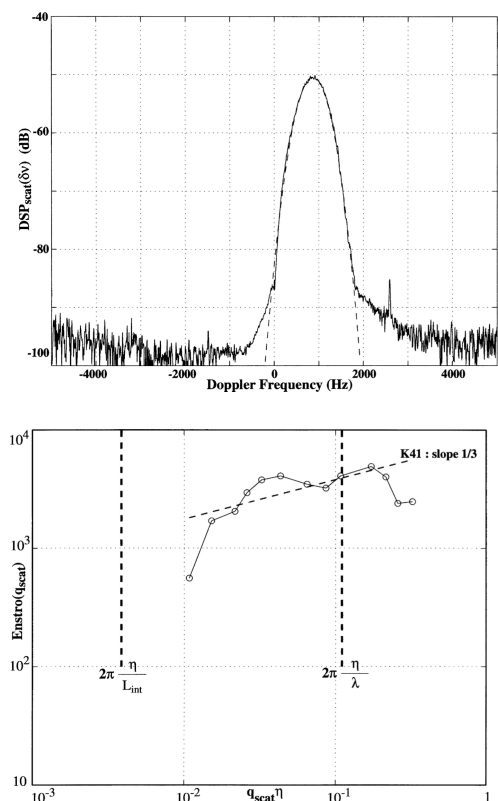 -40
-60
-80
-100
DSP_scat(δν) (dB)
-4000 -2000 0 2000 4000
Doppler Frequency (Hz)
10^4
10^3
10^2
10
Enstro(q_scat)
K41 : slope 1/3
2π η/L_int
2π η/λ
10^-3 10^-2 10^-1 1
q_scat η